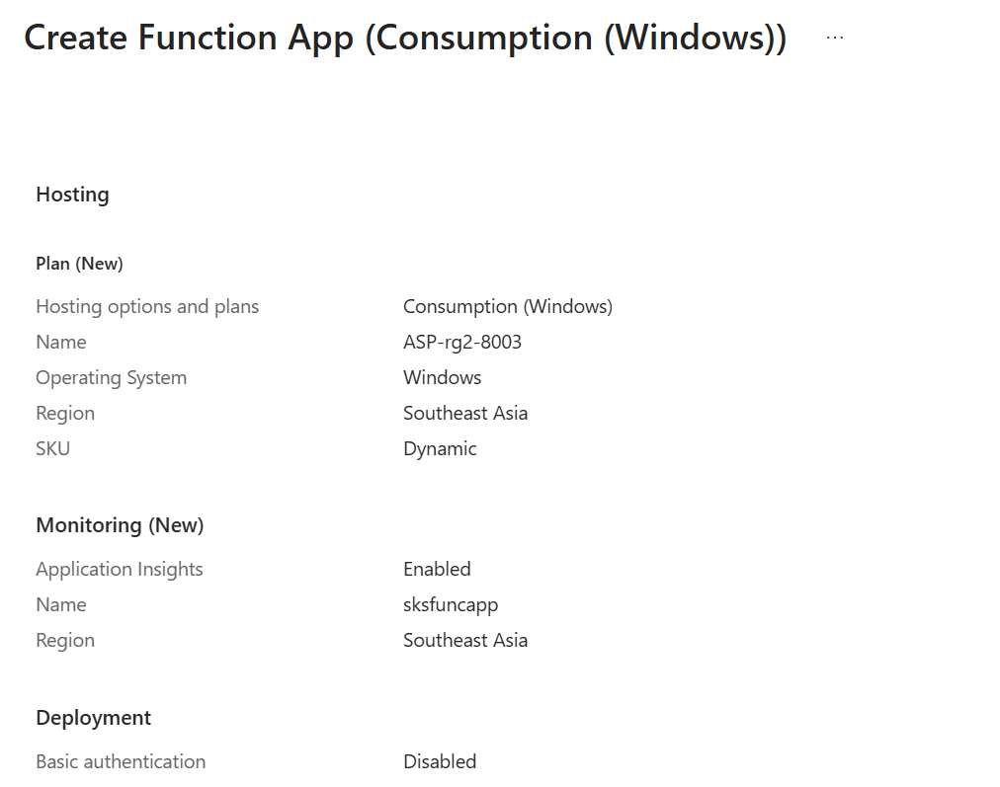 Create Function App (Consumption (Windows)) ...
Hosting
Plan (New)
Hosting options and plans Consumption (Windows)
Name ASP-rg2-8003
Operating System Windows
Region Southeast Asia
SKU Dynamic
Monitoring (New)
Application Insights Enabled
Name sksfuncapp
Region Southeast Asia
Deployment
Basic authentication Disabled